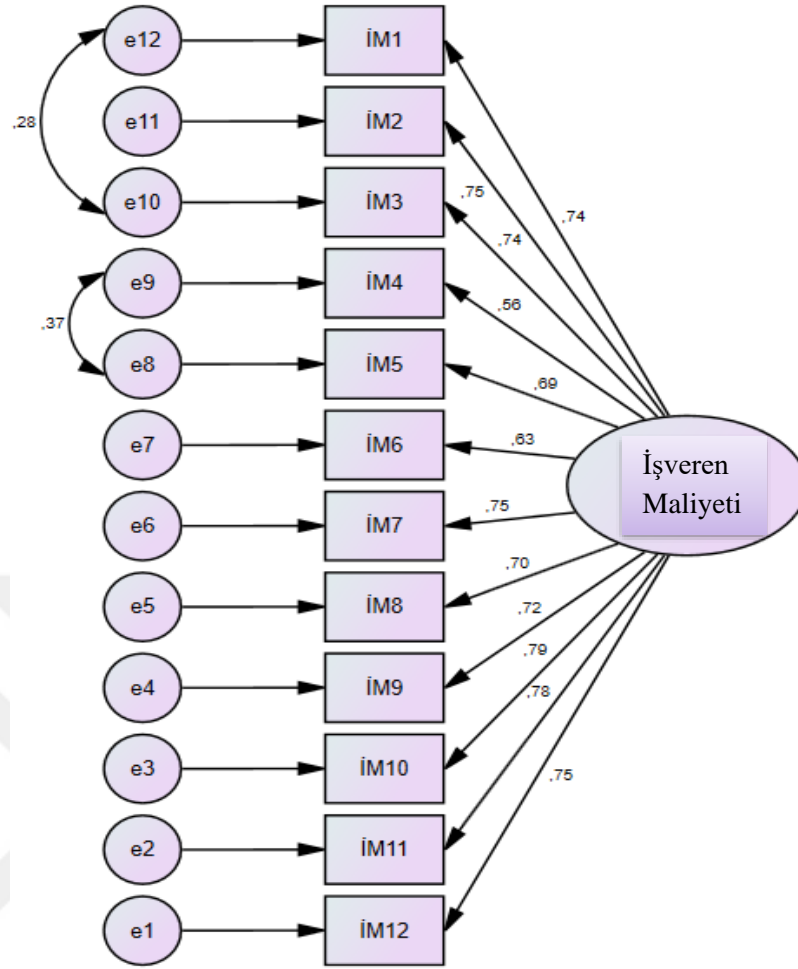 e12
İM1
,28
e11
İM2
e10
İM3
,75
,74
,74
e9
İM4
,56
,37
e8
İM5
,69
e7
İM6
,63
İşveren
Maliyeti
e6
İM7
,75
e5
İM8
,70
,72
e4
İM9
,79
,78
e3
İM10
,75
e2
İM11
e1
İM12